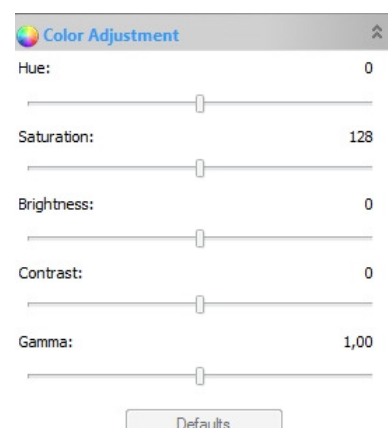 Color Adjustment
Hue: 0
Saturation: 128
Brightness: 0
Contrast: 0
Gamma: 1,00
Defaults